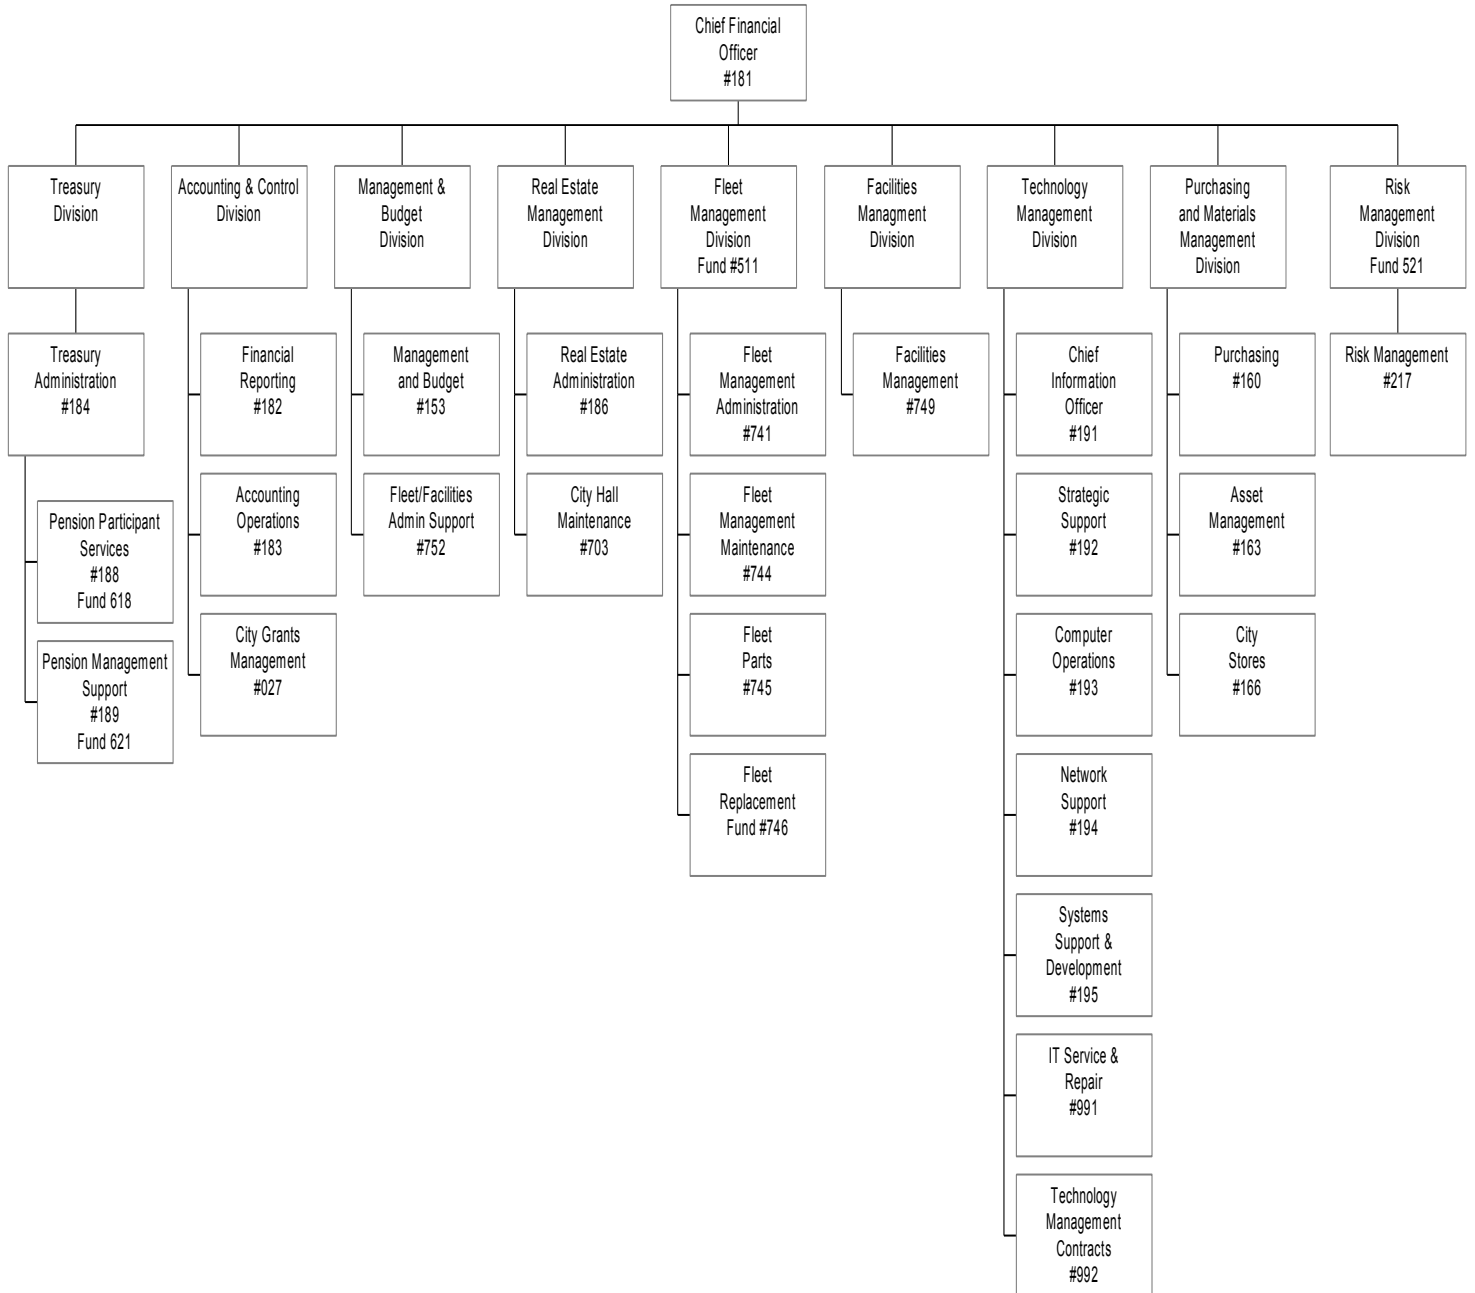 Chief Financial
Officer
#181
Treasury
Division
Accounting & Control
Division
Management &
Budget
Division
Real Estate
Management
Division
Fleet
Management
Division
Fund #511
Facilities
Managment
Division
Technology
Management
Division
Purchasing
and Materials
Management
Division
Risk
Management
Division
Fund 521
Treasury
Administration
#184
Pension Participant
Services
#188
Fund 618
Pension Management
Support
#189
Fund 621
Financial
Reporting
#182
Accounting
Operations
#183
City Grants
Management
#027
Management
and Budget
#153
Fleet/Facilities
Admin Support
#752
Real Estate
Administration
#186
City Hall
Maintenance
#703
Fleet
Management
Administration
#741
Fleet
Management
Maintenance
#744
Fleet
Parts
#745
Fleet
Replacement
Fund #746
Facilities
Management
#749
Chief
Information
Officer
#191
Strategic
Support
#192
Computer
Operations
#193
Network
Support
#194
Systems
Support &
Development
#195
IT Service &
Repair
#991
Technology
Management
Contracts
#992
Purchasing
#160
Asset
Management
#163
City
Stores
#166
Risk Management
#217